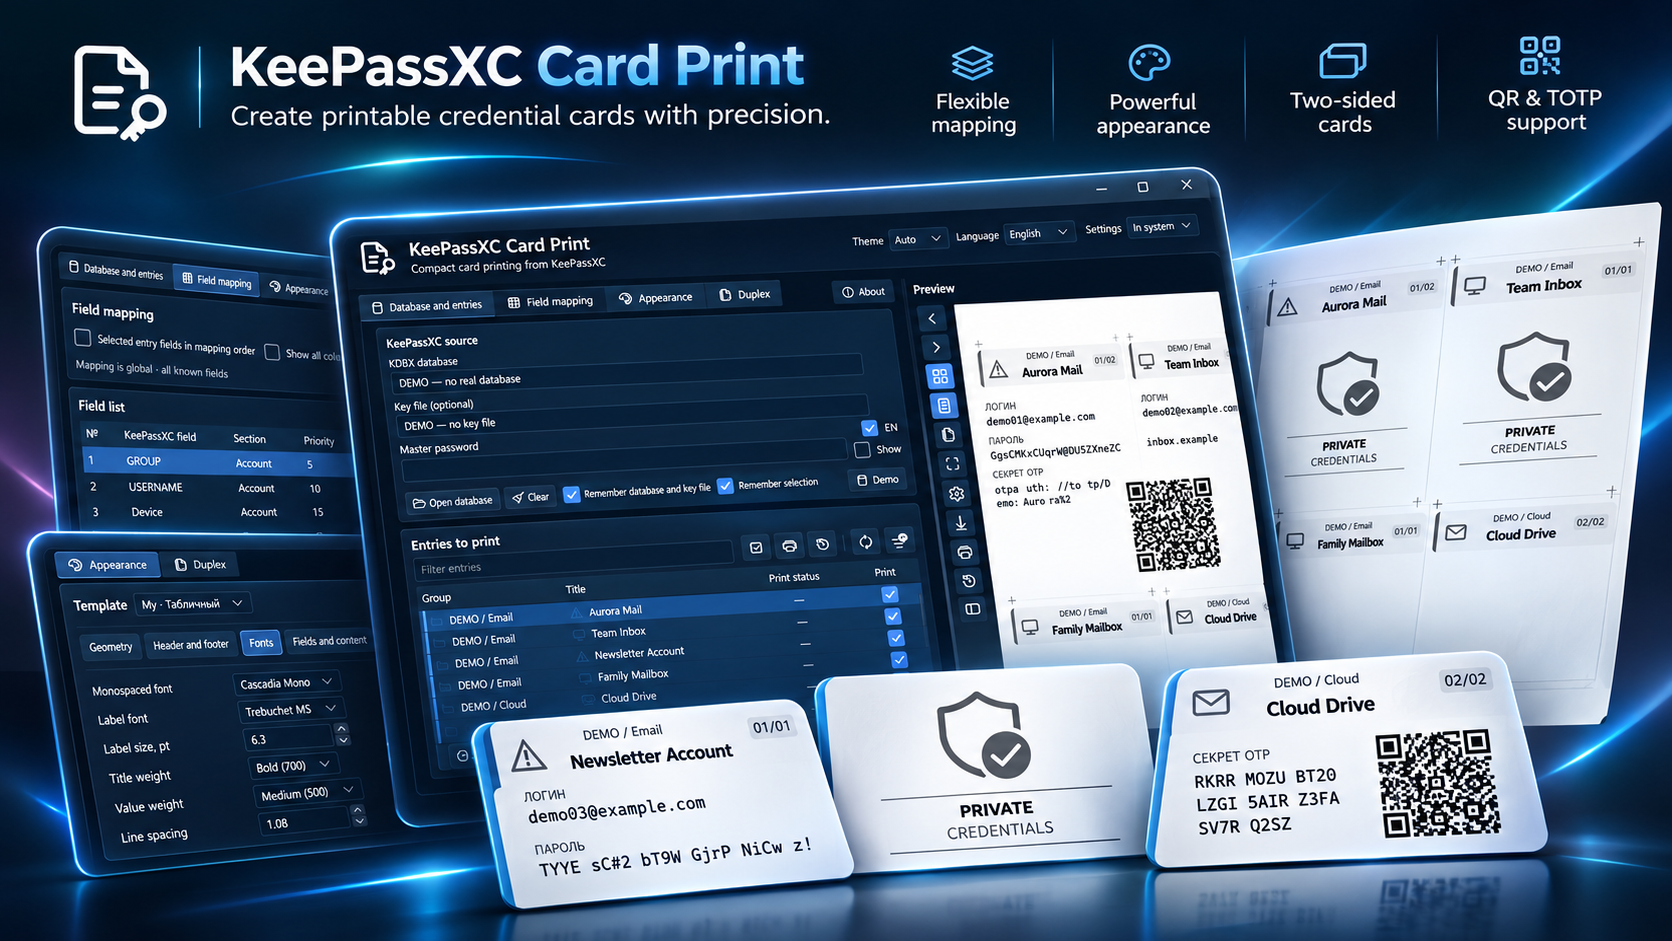 KeePassXC Card Print
Create printable credential cards with precision.
Flexible
mapping
Powerful
appearance
Two-sided
cards
QR & TOTP
support
Database and entries
Field mapping
Appearance
Field mapping
Selected entry fields in mapping order
Show all
Mapping is global · all known fields
Field list
№ KeePassXC field Section Priority
1 GROUP Account 5
2 USERNAME Account 10
3 Device Account 15
Appearance
Duplex
Template My · Табличный
Geometry
Header and footer
Fonts
Fields and content
Monospaced font Cascadia Mono
Label font Trebuchet MS
Label size, pt 6.3
Title weight Bold (700)
Value weight Medium (500)
Line spacing 1.08
KeePassXC Card Print
Compact card printing from KeePassXC
Theme Auto
Language English
Settings In system
Database and entries
Field mapping
Appearance
Duplex
About
KeePassXC source
KDBX database
DEMO — no real database
Key file (optional)
DEMO — no key file
EN
Master password
Show
Open database
Clear
Remember database and key file
Remember selection
Demo
Entries to print
Filter entries
Group Title Print status Print
DEMO / Email Aurora Mail —
DEMO / Email Team Inbox —
DEMO / Email Newsletter Account —
DEMO / Email Family Mailbox —
DEMO / Cloud Cloud Drive
Preview
DEMO / Email
Aurora Mail
01/02
ЛОГИН
demo01@example.com
ПАРОЛЬ
GgsCMKxCUqrW@DU5ZXneZC
СЕКРЕТ OTP
otpa uth: //to tp/D
emo: Auro ra%2
DEMO / Email
Team Inbox
ЛОГИН
demo02@example.com
inbox.example
DEMO / Email
Family Mailbox
01/01
DEMO / Cloud
Cloud Drive
DEMO / Email
Aurora Mail
01/02
PRIVATE
CREDENTIALS
DEMO / Email
Team Inbox
01/01
PRIVATE
CREDENTIALS
DEMO / Email
Family Mailbox
01/01
DEMO / Cloud
Cloud Drive
02/02
DEMO / Email
Newsletter Account
01/01
ЛОГИН
demo03@example.com
ПАРОЛЬ
TYYE sC#2 bT9W GjrP NiCw z!
PRIVATE
CREDENTIALS
DEMO / Cloud
Cloud Drive
02/02
СЕКРЕТ OTP
RKRR MOZU BT20
LZGI 5AIR Z3FA
SV7R Q2SZ